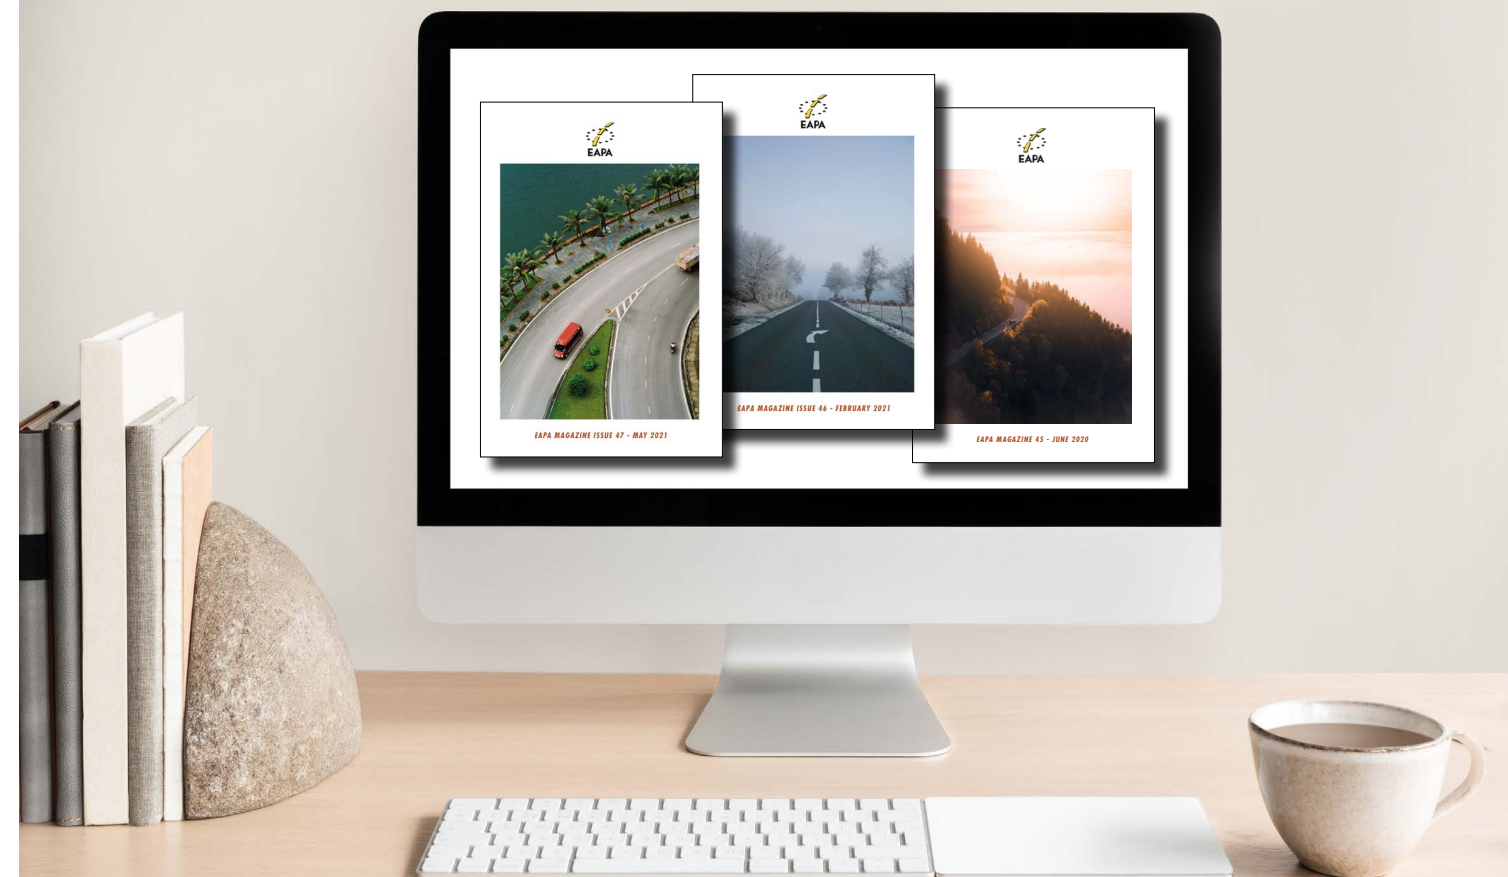 EAPA
EAPA MAGAZINE ISSUE 47 - MAY 2021
EAPA
EAPA MAGAZINE ISSUE 46 - FEBRUARY 2021
EAPA
EAPA MAGAZINE 45 - JUNE 2020